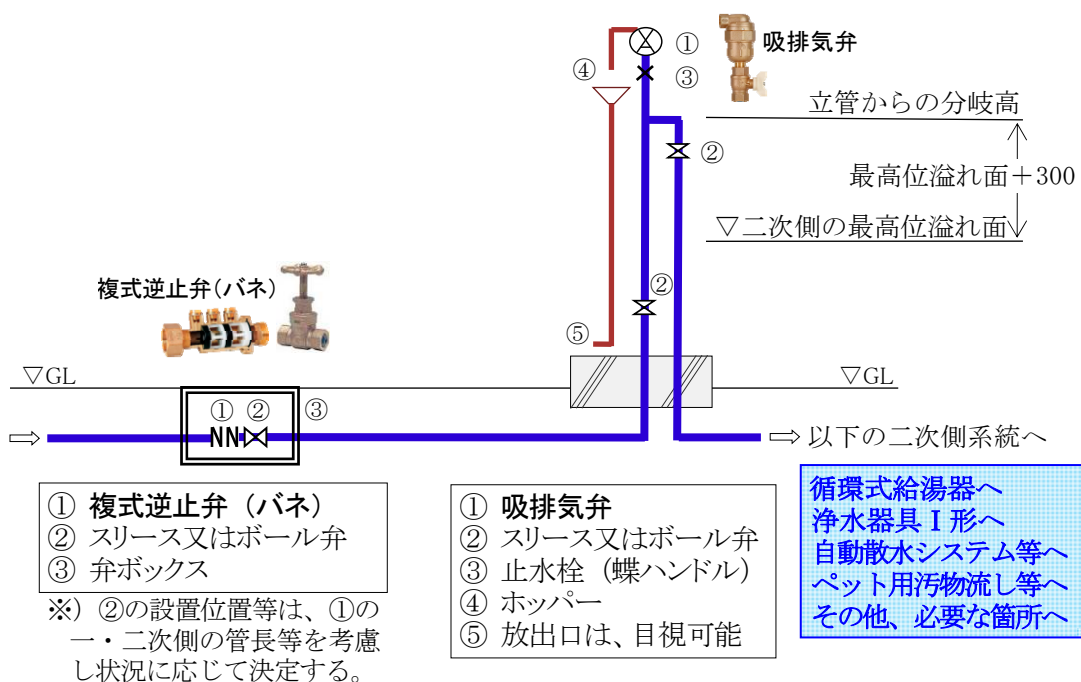 ① 吸排気弁
④ ③
立管からの分岐高
②
最高位溢れ面＋300
▽二次側の最高位溢れ面
複式逆止弁(バネ)
②
⑤
▽GL
▽GL
① ② ③
NN
⇨
⇨ 以下の二次側系統へ
① 複式逆止弁（バネ）
② スリース又はボール弁
③ 弁ボックス
※）②の設置位置等は、①の
一・二次側の管長等を考慮
し状況に応じて決定する。
① 吸排気弁
② スリース又はボール弁
③ 止水栓（蝶ハンドル）
④ ホッパー
⑤ 放出口は、目視可能
循環式給湯器へ
浄水器具Ⅰ形へ
自動散水システム等へ
ペット用汚物流し等へ
その他、必要な箇所へ